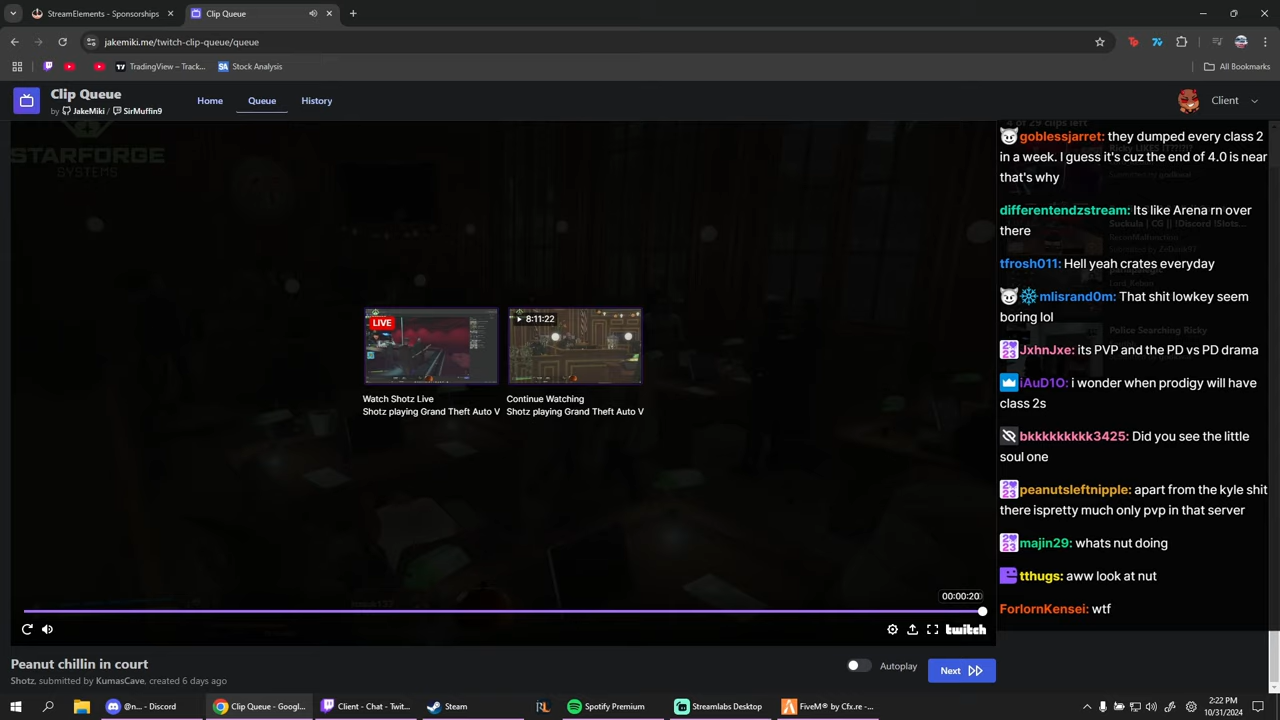 StreamElements - Sponsorships
Clip Queue
jakemiki.me/twitch-clip-queue/queue
TradingView – Track...
SA Stock Analysis
All Bookmarks
Clip Queue
by JakeMiki / SirMuffin9
Home
Queue
History
Client
STARFORGE
SYSTEMS
4 of 29 clips left
goblessjarret: they dumped every class 2
in a week. I guess it's cuz the end of 4.0 is near
that's why
differentendzstream: Its like Arena rn over
there
tfrosh011: Hell yeah crates everyday
mlisrand0m: That shit lowkey seem
boring lol
Police Searching Ricky
JxhnJxe: its PVP and the PD vs PD drama
iAuD1O: i wonder when prodigy will have
class 2s
bkkkkkkkkk3425: Did you see the little
soul one
peanutsleftnipple: apart from the kyle shit
there ispretty much only pvp in that server
majin29: whats nut doing
tthugs: aww look at nut
ForlornKensei: wtf
LIVE
8:11:22
Watch Shotz Live
Shotz playing Grand Theft Auto V
Continue Watching
Shotz playing Grand Theft Auto V
00:00:20
twitch
Peanut chillin in court
Shotz, submitted by KumasCave, created 6 days ago
Autoplay
Next
@n... - Discord
Clip Queue - Googl...
Client - Chat - Twit...
Steam
Spotify Premium
Streamlabs Desktop
FiveM® by Cfx.re -...
2:22 PM
10/31/2024